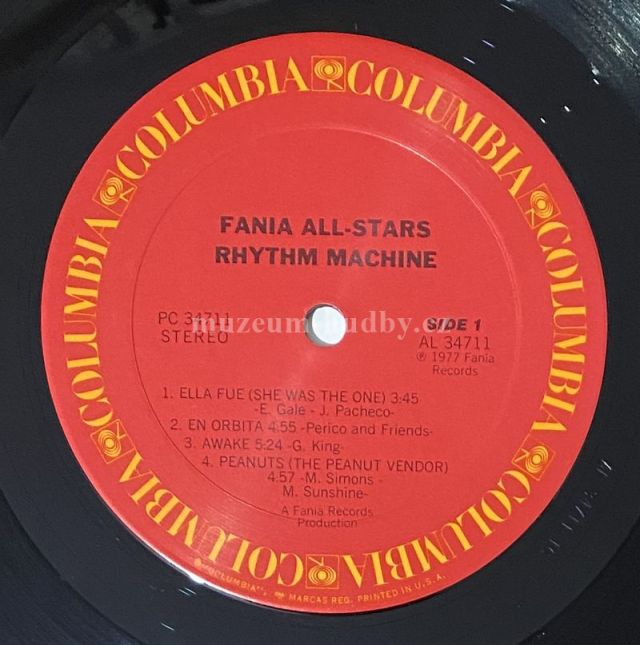 COLUMBIA COLUMBIA COLUMBIA COLUMBIA COLUMBIA COLUMBIA
FANIA ALL-STARS
RHYTHM MACHINE
PC 34711
STEREO
SIDE 1
AL 34711
℗ 1977 Fania
Records
muzeumhudby.cz
1. ELLA FUE (SHE WAS THE ONE) 3:45
-E. Gale - J. Pacheco-
2. EN ORBITA 4:55 -Perico and Friends-
3. AWAKE 5:24 -G. King-
4. PEANUTS (THE PEANUT VENDOR)
4:57 -M. Simons -
M. Sunshine-
A Fania Records
Production
"COLUMBIA", MARCAS REG. PRINTED IN U.S.A.